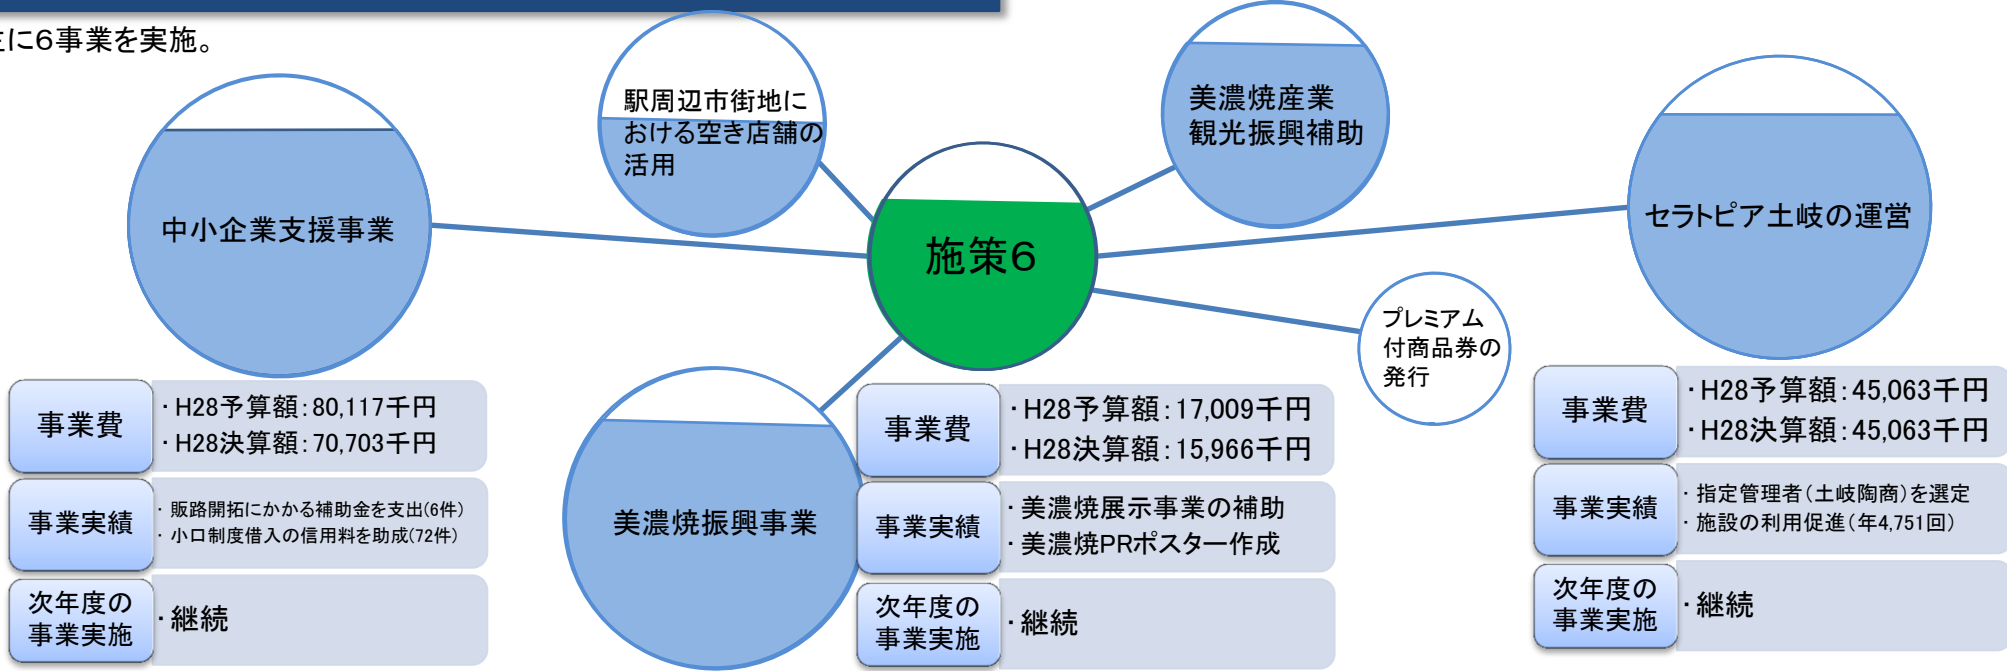 主に6事業を実施。
駅周辺市街地に
おける空き店舗の
活用
美濃焼産業
観光振興補助
中小企業支援事業
施策6
セラトピア土岐の運営
プレミアム
付商品券の
発行
美濃焼振興事業
事業費
・H28予算額:80,117千円
・H28決算額:70,703千円
事業実績
・販路開拓にかかる補助金を支出(6件)
・小口制度借入の信用料を助成(72件)
次年度の
事業実施
・継続
事業費
・H28予算額:17,009千円
・H28決算額:15,966千円
事業実績
・美濃焼展示事業の補助
・美濃焼PRポスター作成
次年度の
事業実施
・継続
事業費
・H28予算額:45,063千円
・H28決算額:45,063千円
事業実績
・指定管理者(土岐陶商)を選定
・施設の利用促進(年4,751回)
次年度の
事業実施
・継続